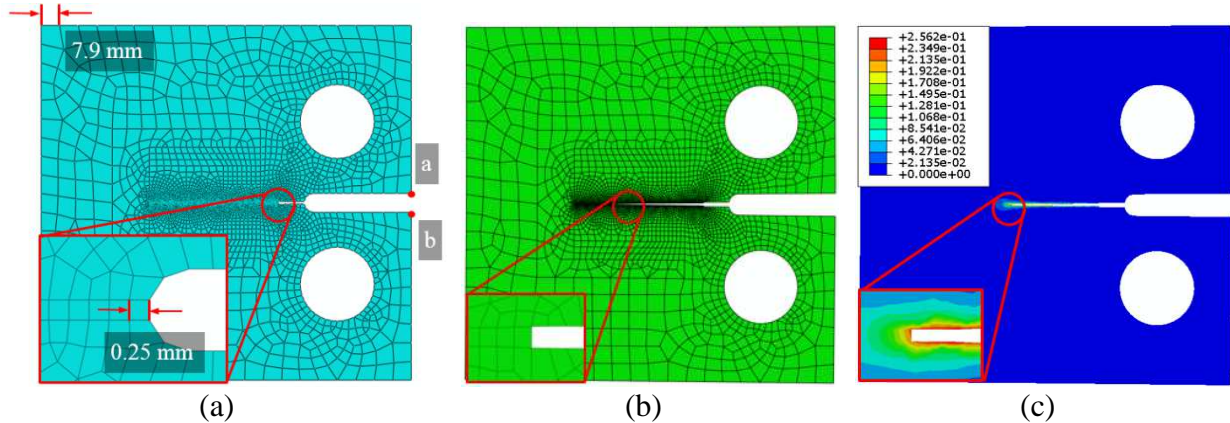 7.9 mm
a
b
0.25 mm
+2.562e-01
+2.349e-01
+2.135e-01
+1.922e-01
+1.708e-01
+1.495e-01
+1.281e-01
+1.068e-01
+8.541e-02
+6.406e-02
+4.271e-02
+2.135e-02
+0.000e+00
(a)
(b)
(c)